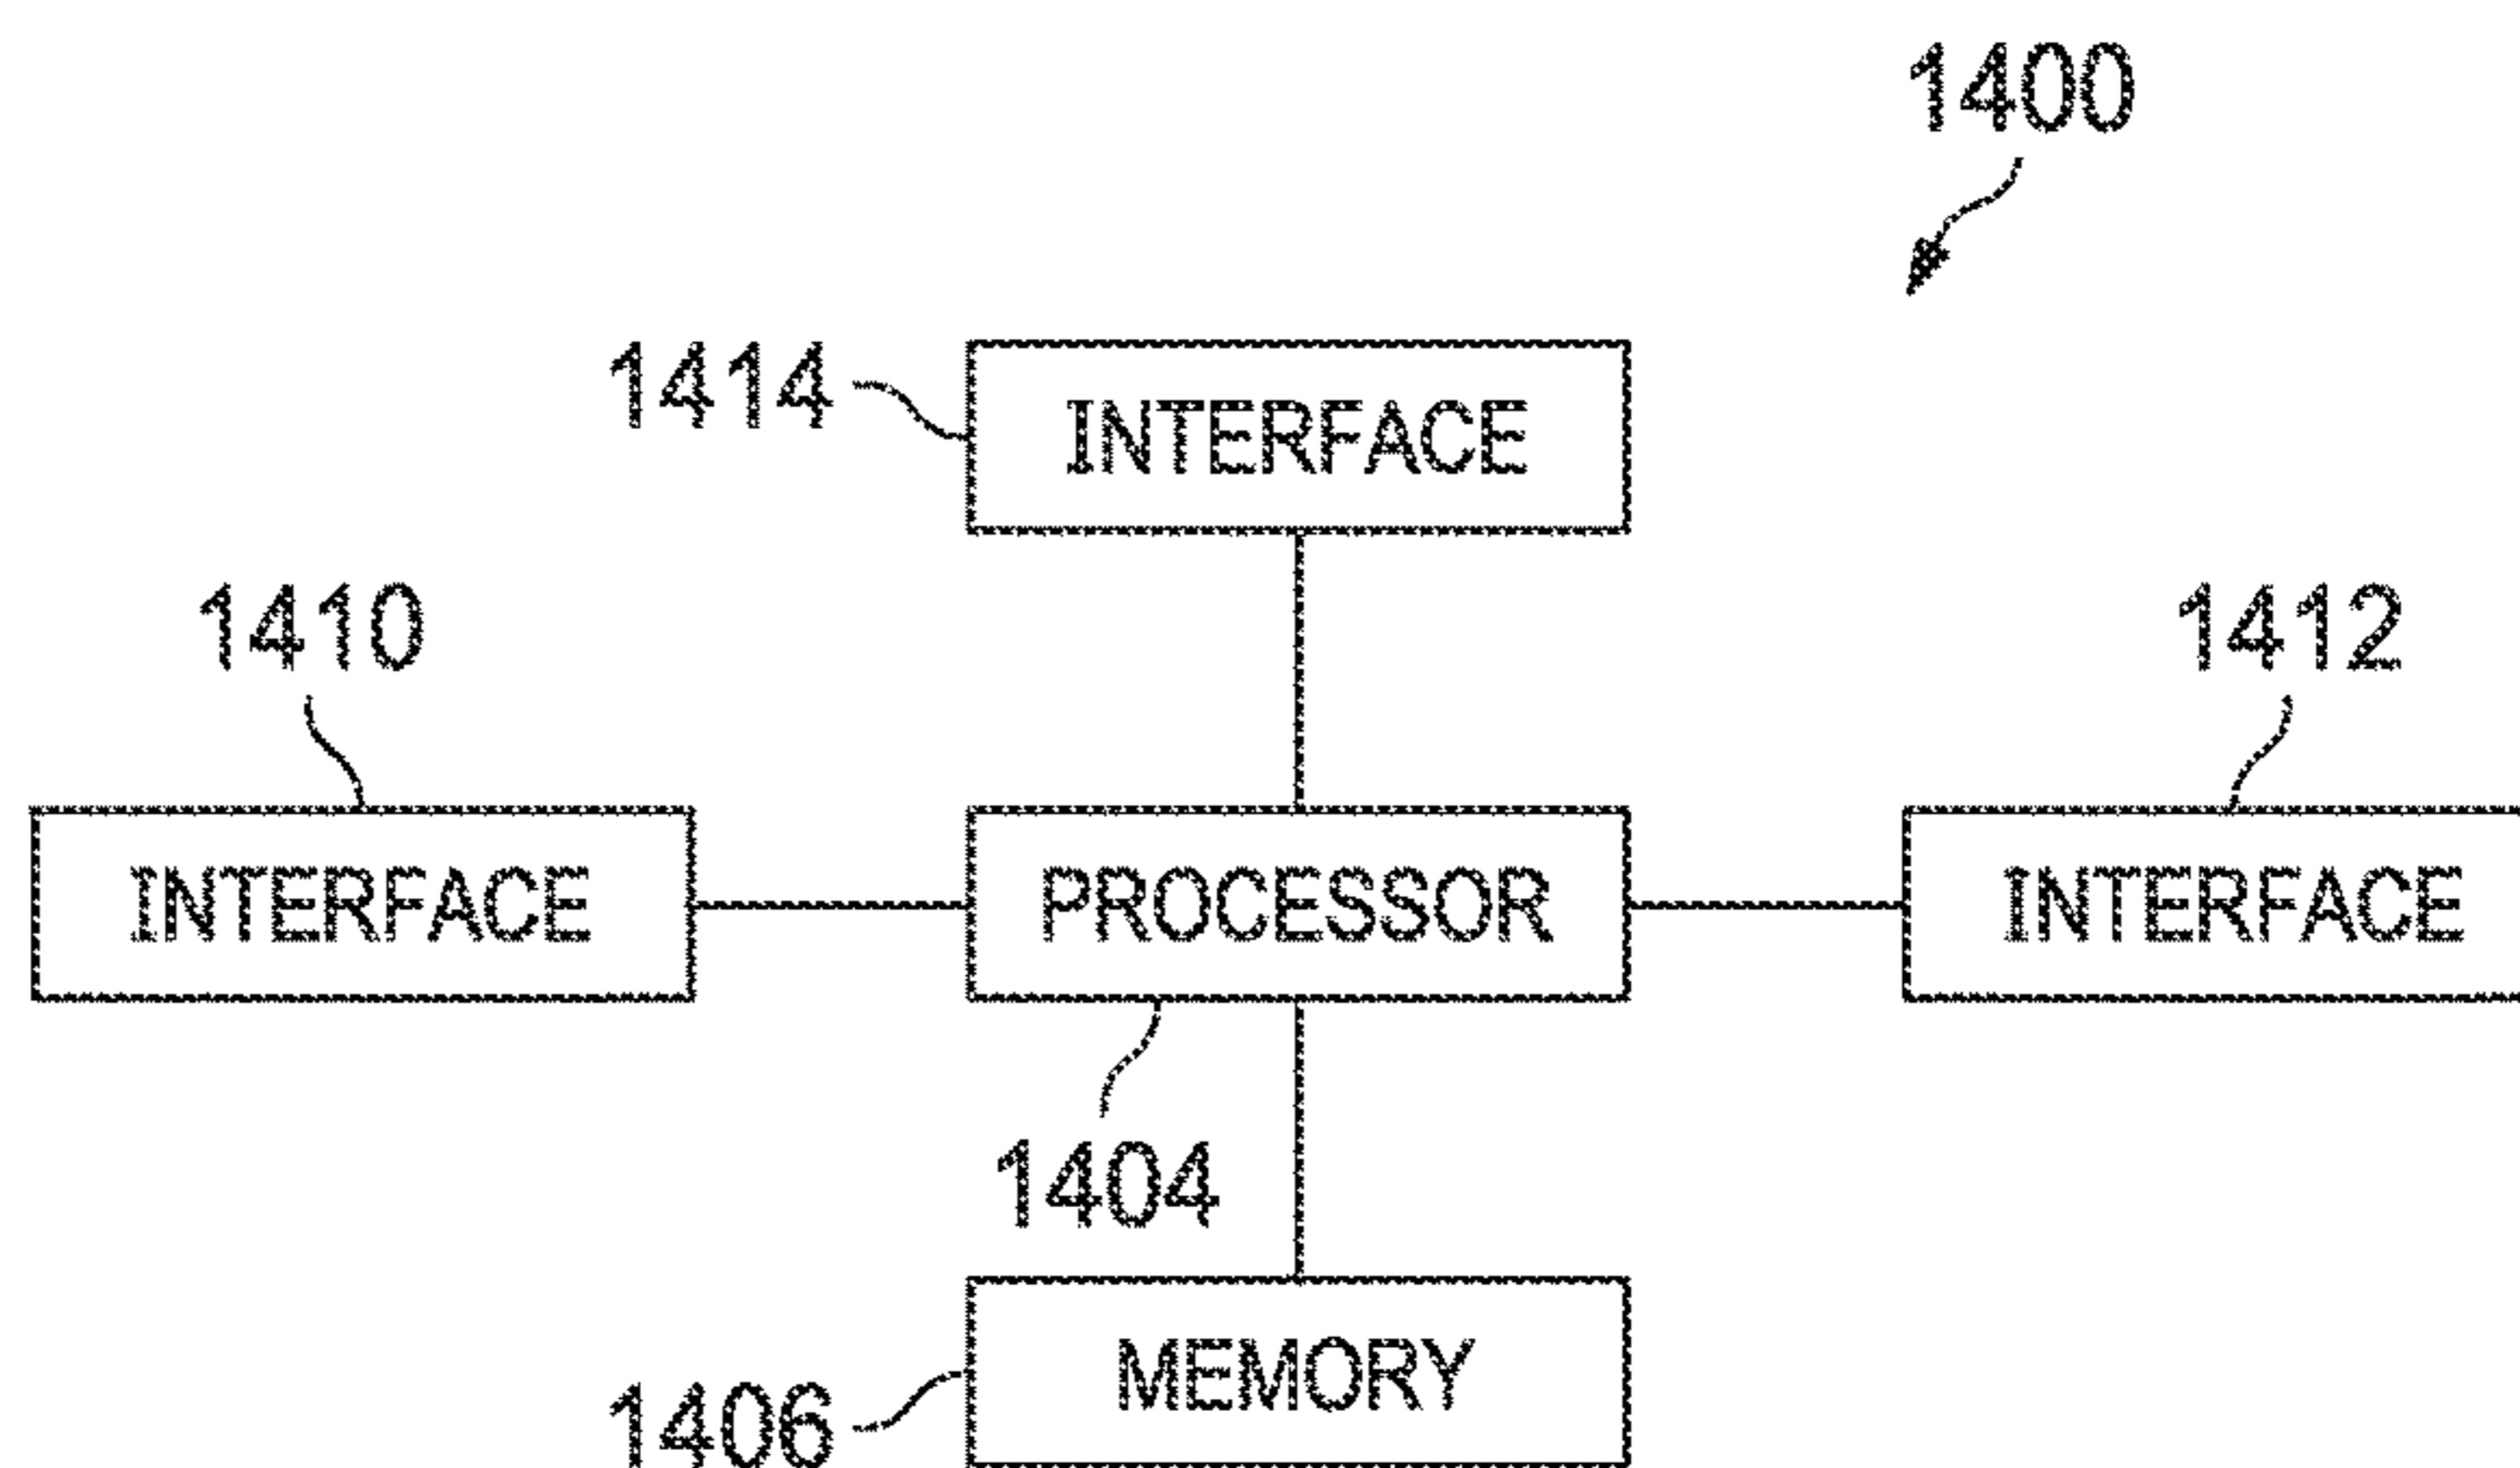 1400
1414
INTERFACE
1410
1412
INTERFACE
PROCESSOR
INTERFACE
1404
MEMORY
1406